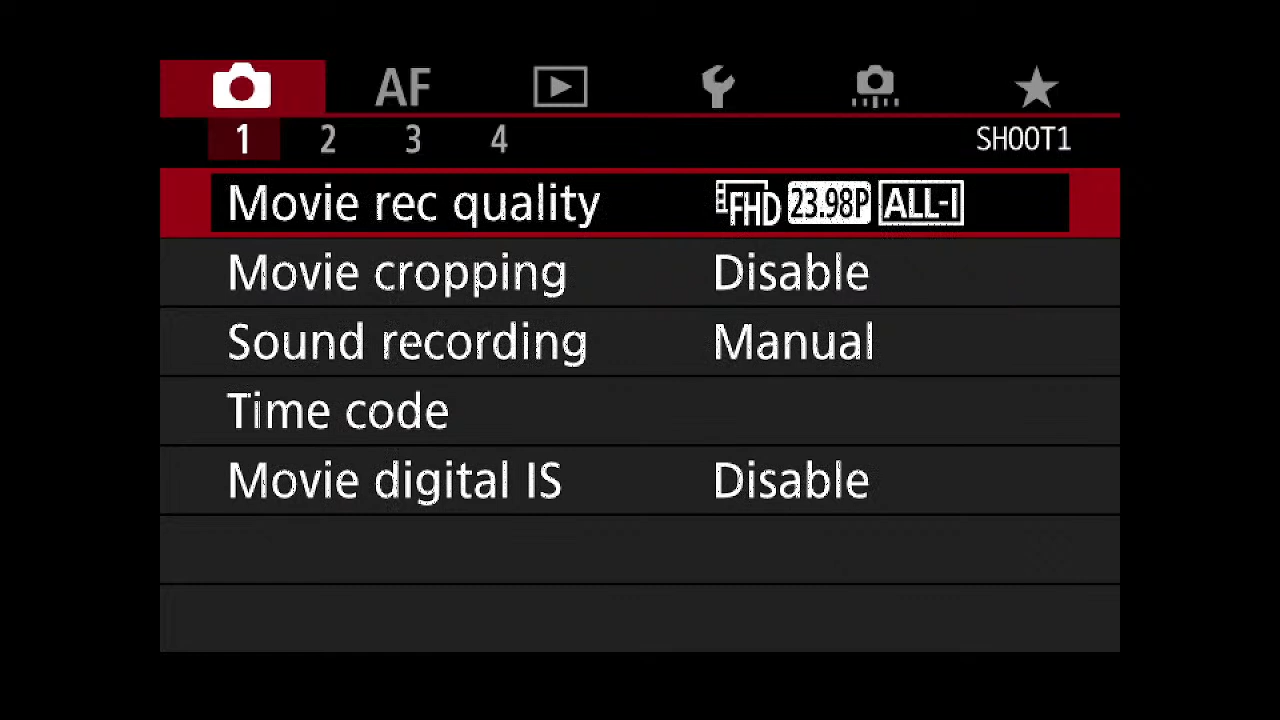 AF
1 2 3 4 SHOOT1
Movie rec quality FHD 23.98P ALL-I
Movie cropping Disable
Sound recording Manual
Time code
Movie digital IS Disable